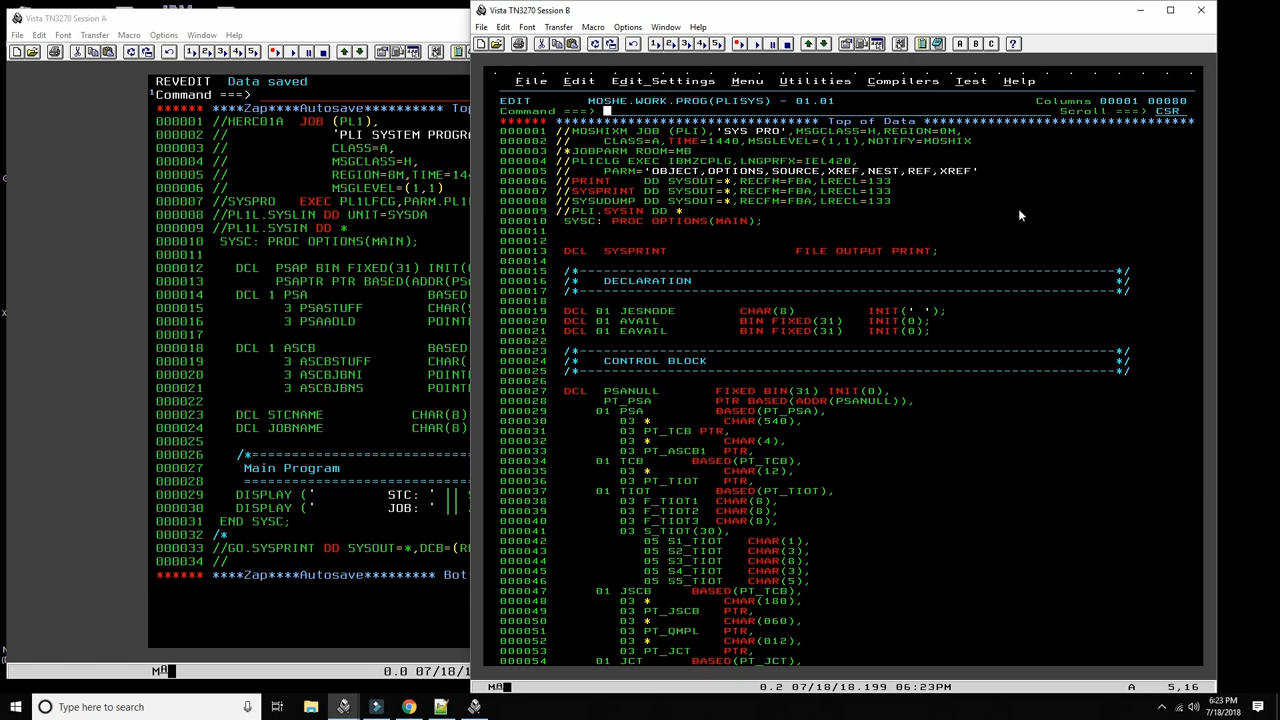 Vista TN3270 Session A
File Edit Font Transfer Macro Options Window Help
REVEDIT Data saved
Command ===>
****** ****Zap****Autosave********** To
000001 //HERC01A JOB (PL1),
000002 // 'PLI SYSTEM PROGR
000003 // CLASS=A,
000004 // MSGCLASS=H,
000005 // REGION=8M,TIME=144
000006 // MSGLEVEL=(1,1)
000007 //SYSPRO EXEC PL1LFCG,PARM.PL1
000008 //PL1L.SYSLIN DD UNIT=SYSDA
000009 //PL1L.SYSIN DD *
000010 SYSC: PROC OPTIONS(MAIN);
000011
000012 DCL PSAP BIN FIXED(31) INIT(
000013 PSAPTR PTR BASED(ADDR(PSA
000014 DCL 1 PSA BASED
000015 3 PSASTUFF CHAR(5
000016 3 PSAAOLD POINT
000017
000018 DCL 1 ASCB BASED
000019 3 ASCBSTUFF CHAR(
000020 3 ASCBJBNI POINT
000021 3 ASCBJBNS POINT
000022
000023 DCL STCNAME CHAR(8)
000024 DCL JOBNAME CHAR(8)
000025
000026 /*============================
000027 Main Program
000028 =============================
000029 DISPLAY (' STC: ' ||
000030 DISPLAY (' JOB: ' ||
000031 END SYSC;
000032 /*
000033 //GO.SYSPRINT DD SYSOUT=*,DCB=(R
000034 //
****** ****Zap****Autosave********* Bot
0.0 07/18/1
Vista TN3270 Session B
File Edit Font Transfer Macro Options Window Help
File Edit Edit_Settings Menu Utilities Compilers Test Help
EDIT MOSHE.WORK.PROG(PLISYS) - 01.01 Columns 00001 00080
Command ===> Scroll ===> CSR
****** ***************************** Top of Data ******************************
000001 //MOSHIXM JOB (PLI),'SYS PRO',MSGCLASS=H,REGION=0M,
000002 // CLASS=A,TIME=1440,MSGLEVEL=(1,1),NOTIFY=MOSHIX
000003 /*JOBPARM ROOM=MB
000004 //PLICLG EXEC IBMZCPLG,LNGPRFX=IEL420,
000005 // PARM='OBJECT,OPTIONS,SOURCE,XREF,NEST,REF,XREF'
000006 //PRINT DD SYSOUT=*,RECFM=FBA,LRECL=133
000007 //SYSPRINT DD SYSOUT=*,RECFM=FBA,LRECL=133
000008 //SYSUDUMP DD SYSOUT=*,RECFM=FBA,LRECL=133
000009 //PLI.SYSIN DD *
000010 SYSC: PROC OPTIONS(MAIN);
000011
000012
000013 DCL SYSPRINT FILE OUTPUT PRINT;
000014
000015 /*-------------------------------------------------------------------*/
000016 /* DECLARATION */
000017 /*-------------------------------------------------------------------*/
000018
000019 DCL 01 JESNODE CHAR(8) INIT(' ');
000020 DCL 01 AVAIL BIN FIXED(31) INIT(0);
000021 DCL 01 EAVAIL BIN FIXED(31) INIT(0);
000022
000023 /*-------------------------------------------------------------------*/
000024 /* CONTROL BLOCK */
000025 /*-------------------------------------------------------------------*/
000026
000027 DCL PSANULL FIXED BIN(31) INIT(0),
000028 PT_PSA PTR BASED(ADDR(PSANULL)),
000029 01 PSA BASED(PT_PSA),
000030 03 * CHAR(540),
000031 03 PT_TCB PTR,
000032 03 * CHAR(4),
000033 03 PT_ASCB1 PTR,
000034 01 TCB BASED(PT_TCB),
000035 03 * CHAR(12),
000036 03 PT_TIOT PTR,
000037 01 TIOT BASED(PT_TIOT),
000038 03 F_TIOT1 CHAR(8),
000039 03 F_TIOT2 CHAR(8),
000040 03 F_TIOT3 CHAR(8),
000041 03 S_TIOT(30),
000042 05 S1_TIOT CHAR(1),
000043 05 S2_TIOT CHAR(3),
000044 05 S3_TIOT CHAR(8),
000045 05 S4_TIOT CHAR(3),
000046 05 S5_TIOT CHAR(5),
000047 01 JSCB BASED(PT_TCB),
000048 03 * CHAR(180),
000049 03 PT_JSCB PTR,
000050 03 * CHAR(060),
000051 03 PT_QMPL PTR,
000052 03 * CHAR(012),
000053 03 PT_JCT PTR,
000054 01 JCT BASED(PT_JCT),
0.2 07/18/18.199 06:23PM A 5,16
Type here to search
6:23 PM
7/18/2018